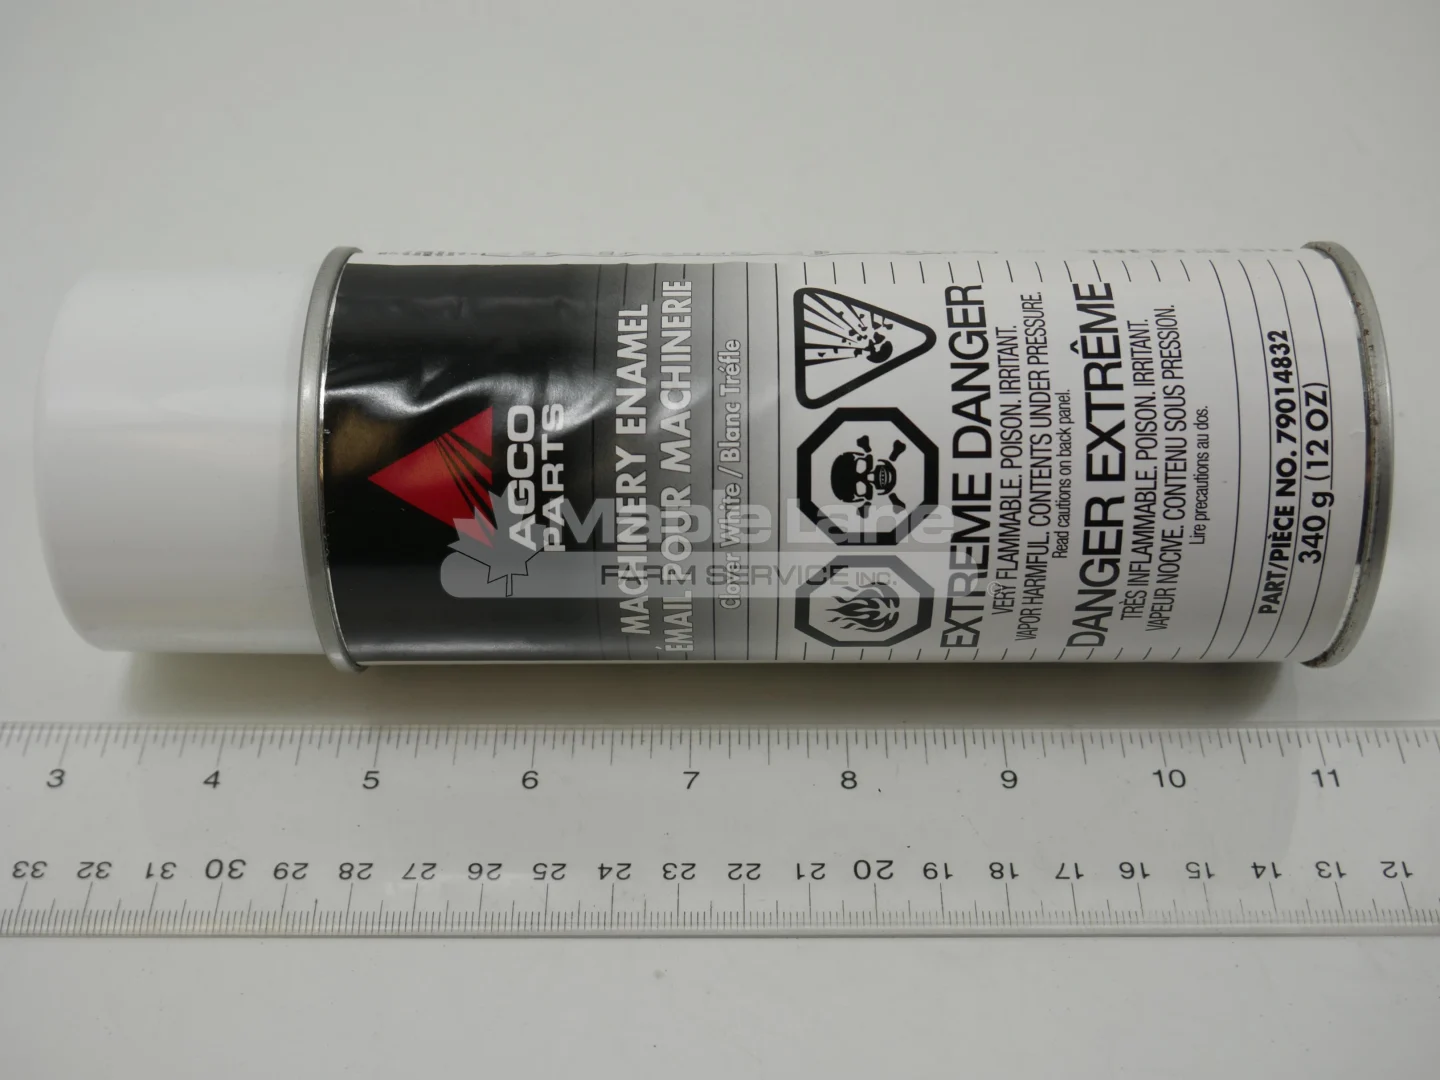 AGCO
PARTS
MACHINERY ENAMEL
ÉMAIL POUR MACHINERIE
Clover White / Blanc Tréfle
EXTREME DANGER
VERY FLAMMABLE. POISON. IRRITANT.
VAPOR HARMFUL. CONTENTS UNDER PRESSURE.
Read cautions on back panel.
DANGER EXTRÊME
TRÈS INFLAMMABLE. POISON. IRRITANT.
VAPEUR NOCIVE. CONTENU SOUS PRESSION.
Lire precautions au dos.
PART/PIÈCE NO. 79014832
340 g (12 OZ)
Maple Lane
FARM SERVICE INC.
3 4 5 6 7 8 9 10 11
33 32 31 30 29 28 27 26 25 24 23 22 21 20 19 18 17 16 15 14 13 12